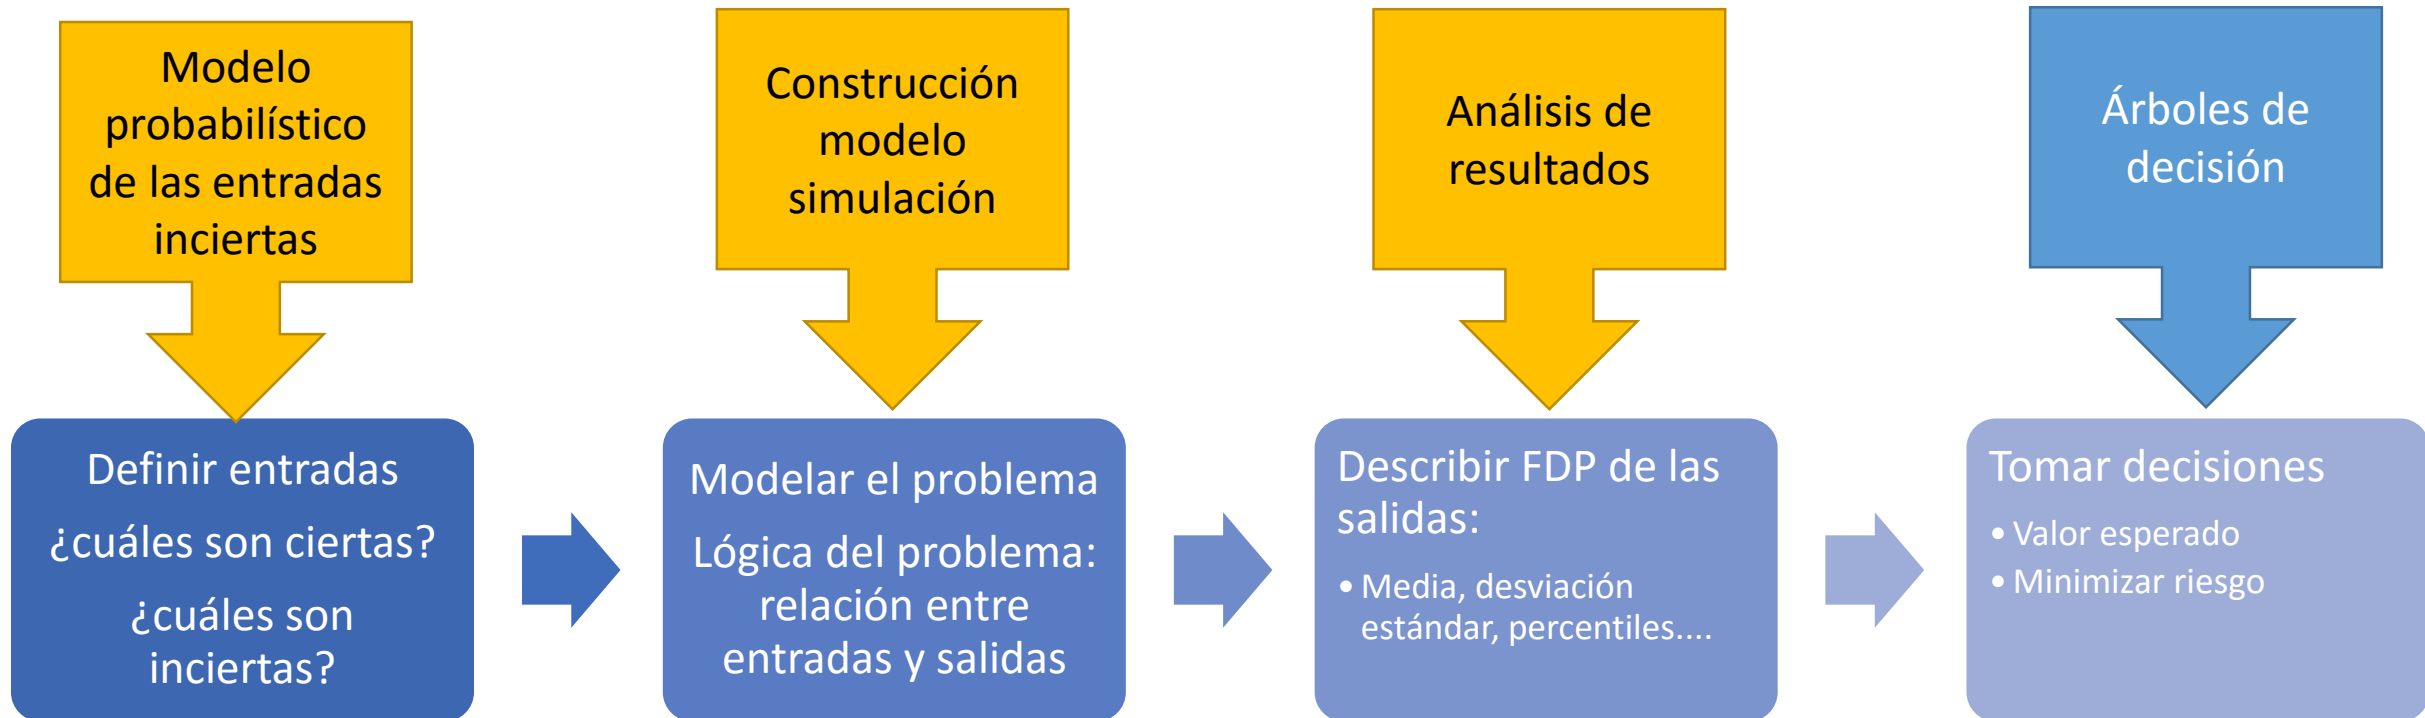 Modelo
probabilístico
de las entradas
inciertas
Construcción
modelo
simulación
Análisis de
resultados
Árboles de
decisión
Definir entradas
¿cuáles son ciertas?
¿cuáles son
inciertas?
Modelar el problema
Lógica del problema:
relación entre
entradas y salidas
Describir FDP de las
salidas:
• Media, desviación
estándar, percentiles....
Tomar decisiones
• Valor esperado
• Minimizar riesgo